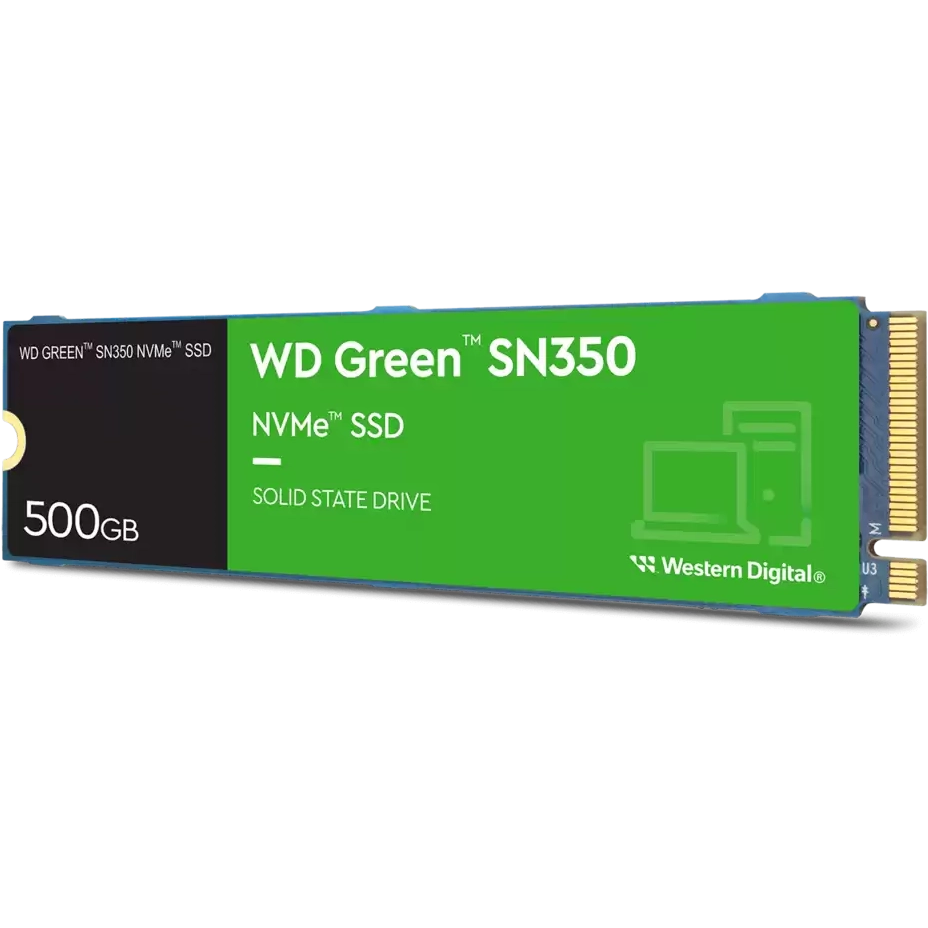 WD GREEN™ SN350 NVMe™ SSD
500GB
WD Green™ SN350
NVMe™ SSD
SOLID STATE DRIVE
Western Digital®
M
U3